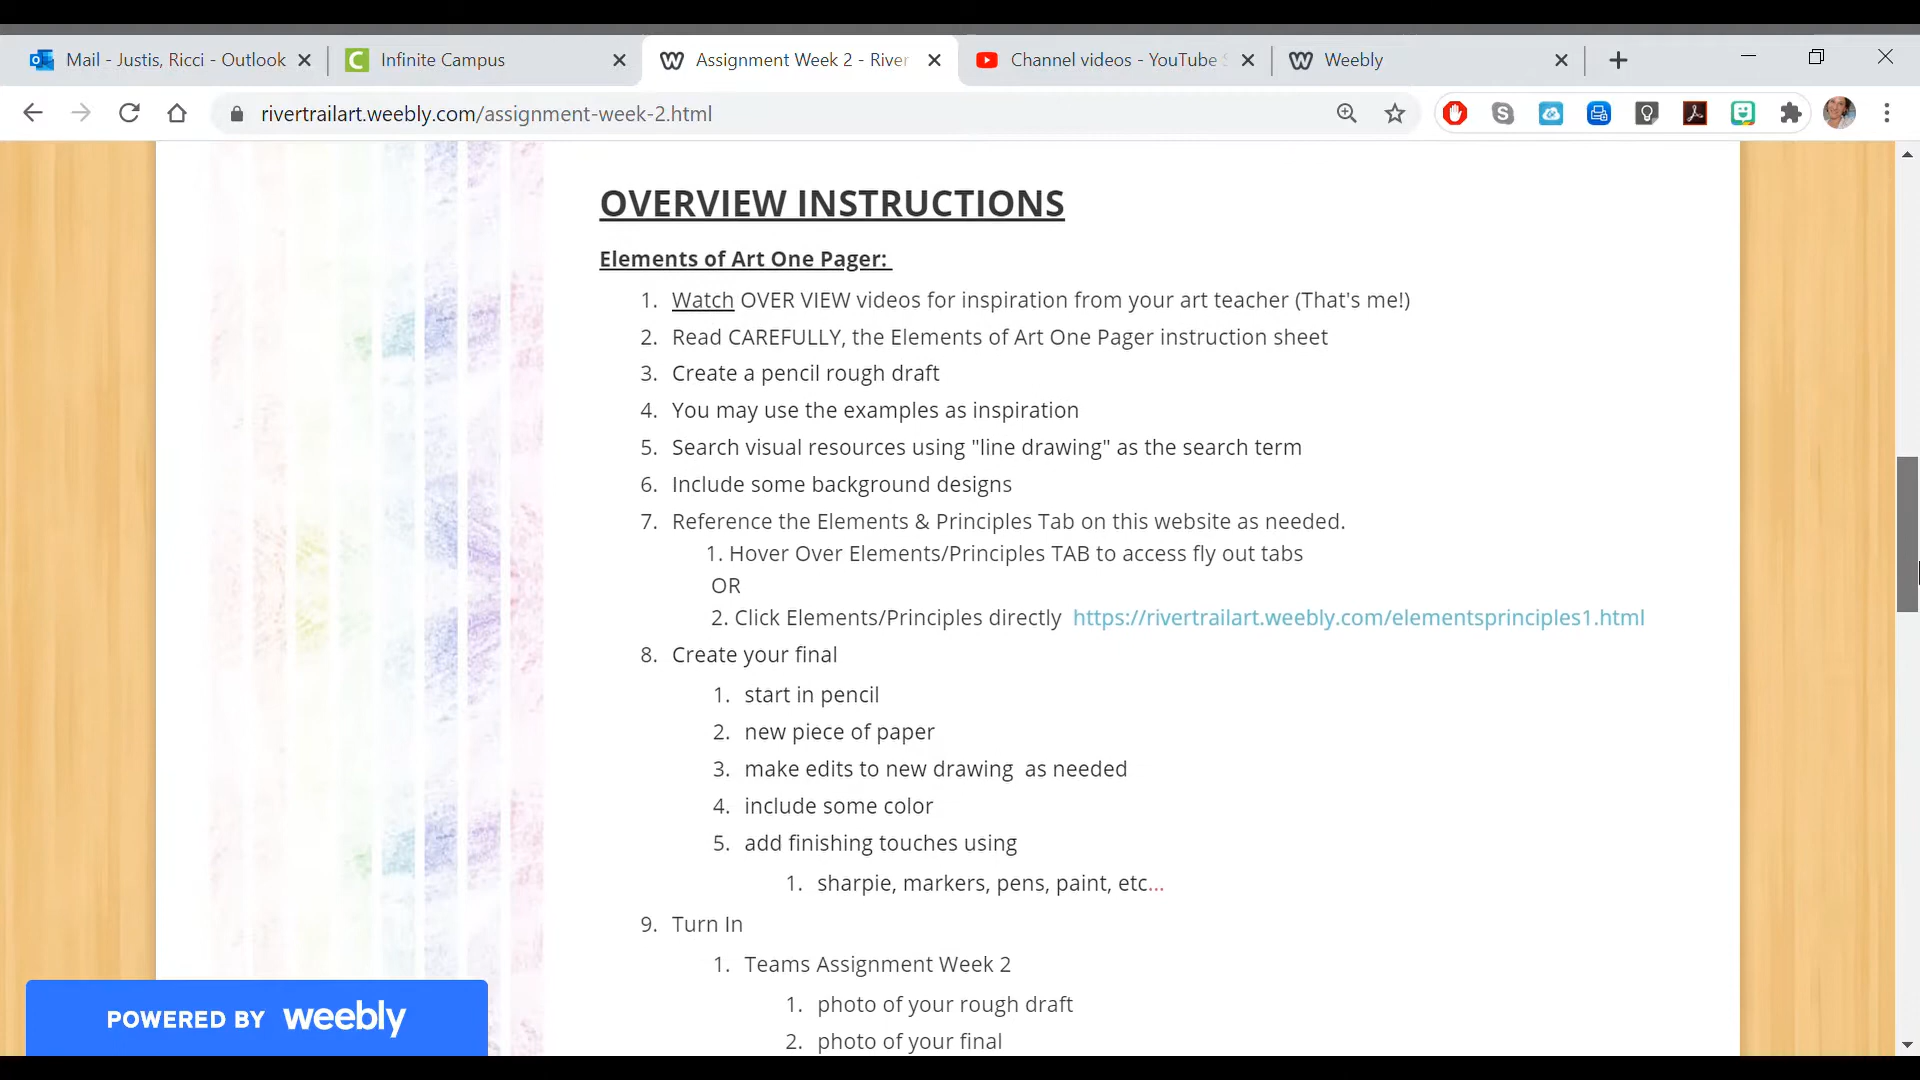 Mail - Justis, Ricci - Outlook
Infinite Campus
Assignment Week 2 - River
Channel videos - YouTube S
Weebly
rivertrailart.weebly.com/assignment-week-2.html
OVERVIEW INSTRUCTIONS
Elements of Art One Pager:
1. Watch OVER VIEW videos for inspiration from your art teacher (That's me!)
2. Read CAREFULLY, the Elements of Art One Pager instruction sheet
3. Create a pencil rough draft
4. You may use the examples as inspiration
5. Search visual resources using "line drawing" as the search term
6. Include some background designs
7. Reference the Elements & Principles Tab on this website as needed.
1. Hover Over Elements/Principles TAB to access fly out tabs
OR
2. Click Elements/Principles directly https://rivertrailart.weebly.com/elementsprinciples1.html
8. Create your final
1. start in pencil
2. new piece of paper
3. make edits to new drawing as needed
4. include some color
5. add finishing touches using
1. sharpie, markers, pens, paint, etc...
9. Turn In
1. Teams Assignment Week 2
1. photo of your rough draft
2. photo of your final
POWERED BY weebly